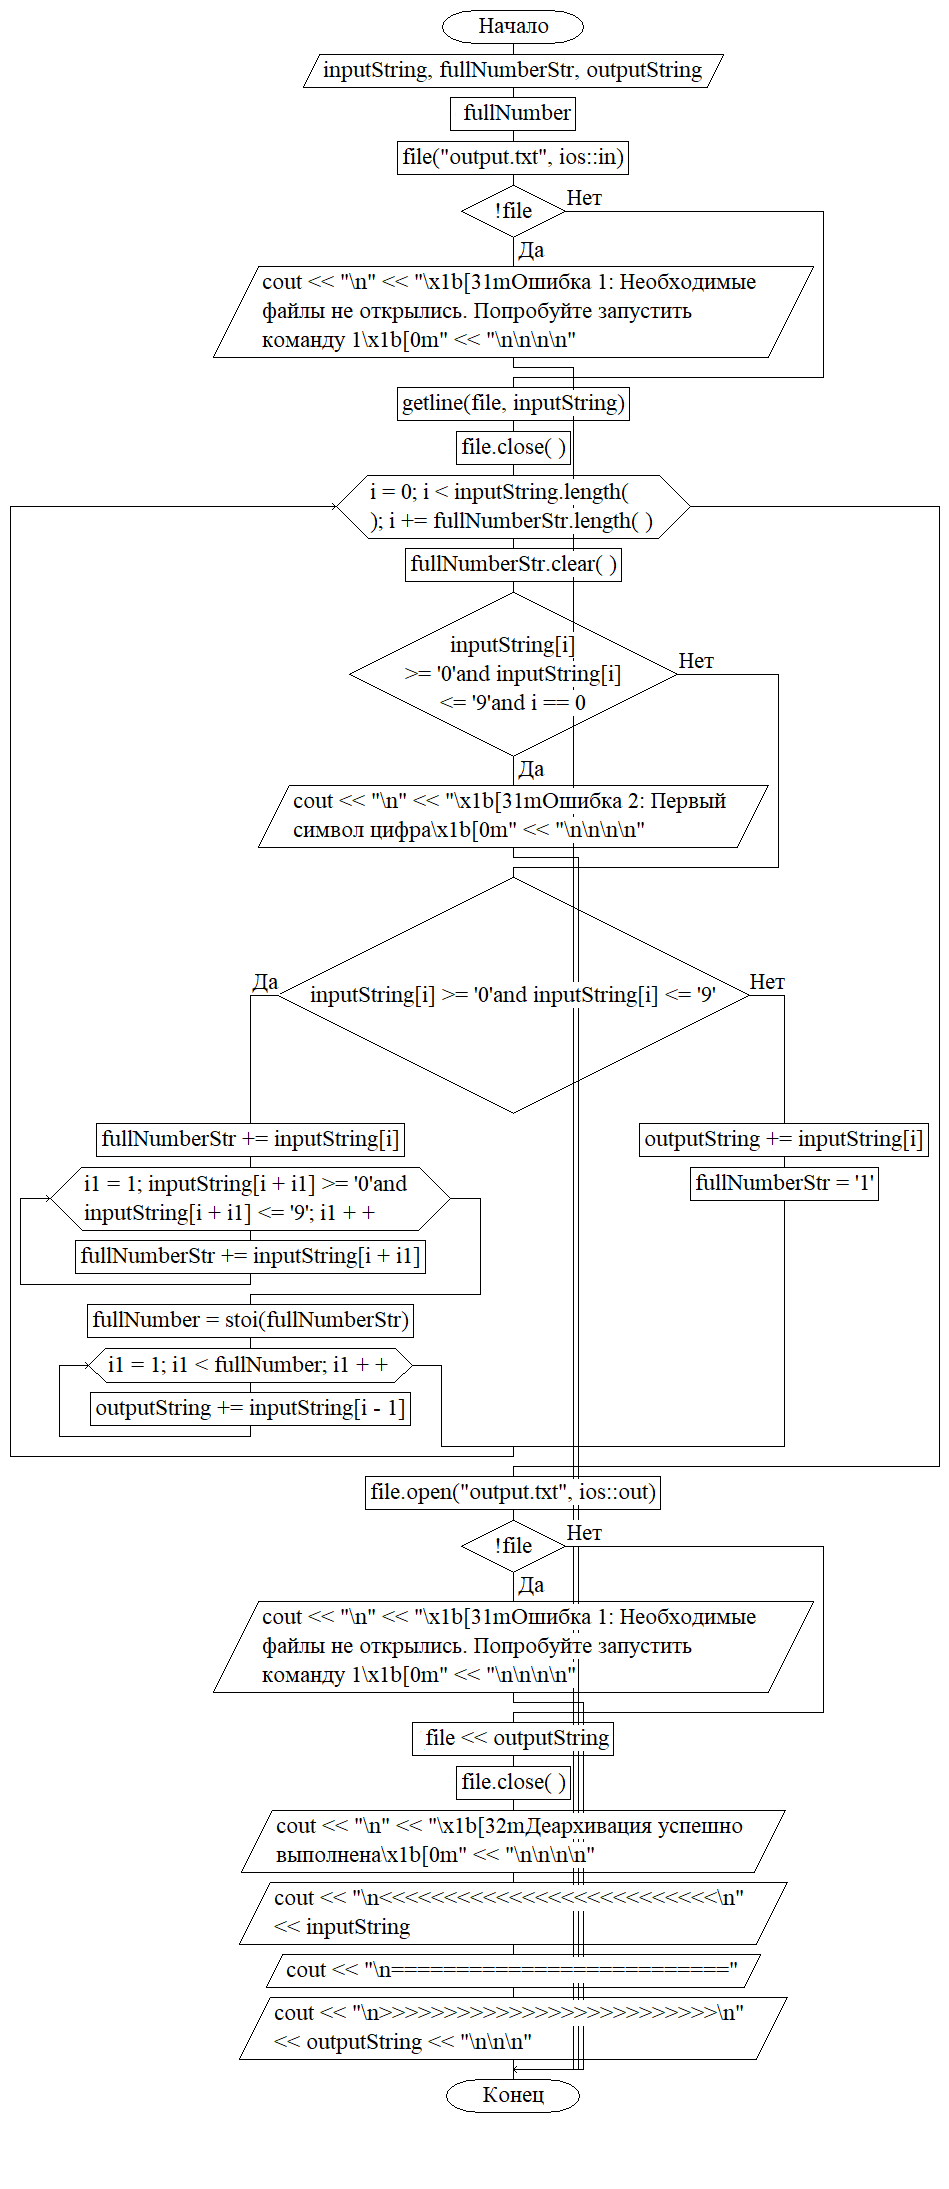 Начало
inputString, fullNumberStr, outputString
fullNumber
file("output.txt", ios::in)
!file
Нет
Да
cout << "\n" << "\x1b[31mОшибка 1: Необходимые
файлы не открылись. Попробуйте запустить
команду 1\x1b[0m" << "\n\n\n\n"
getline(file, inputString)
file.close( )
i = 0; i < inputString.length(
); i += fullNumberStr.length( )
fullNumberStr.clear( )
inputString[i]
>= '0'and inputString[i]
<= '9'and i == 0
Нет
Да
cout << "\n" << "\x1b[31mОшибка 2: Первый
символ цифра\x1b[0m" << "\n\n\n\n"
Да
inputString[i] >= '0'and inputString[i] <= '9'
Нет
fullNumberStr += inputString[i]
i1 = 1; inputString[i + i1] >= '0'and
inputString[i + i1] <= '9'; i1 + +
fullNumberStr += inputString[i + i1]
fullNumber = stoi(fullNumberStr)
i1 = 1; i1 < fullNumber; i1 + +
outputString += inputString[i - 1]
outputString += inputString[i]
fullNumberStr = '1'
file.open("output.txt", ios::out)
!file
Нет
Да
cout << "\n" << "\x1b[31mОшибка 1: Необходимые
файлы не открылись. Попробуйте запустить
команду 1\x1b[0m" << "\n\n\n\n"
file << outputString
file.close( )
cout << "\n" << "\x1b[32mДеархивация успешно
выполнена\x1b[0m" << "\n\n\n\n"
cout << "\n<<<<<<<<<<<<<<<<<<<<<<<<<<\n"
<< inputString
cout << "\n=========================="
cout << "\n>>>>>>>>>>>>>>>>>>>>>>>>>>\n"
<< outputString << "\n\n\n"
Конец